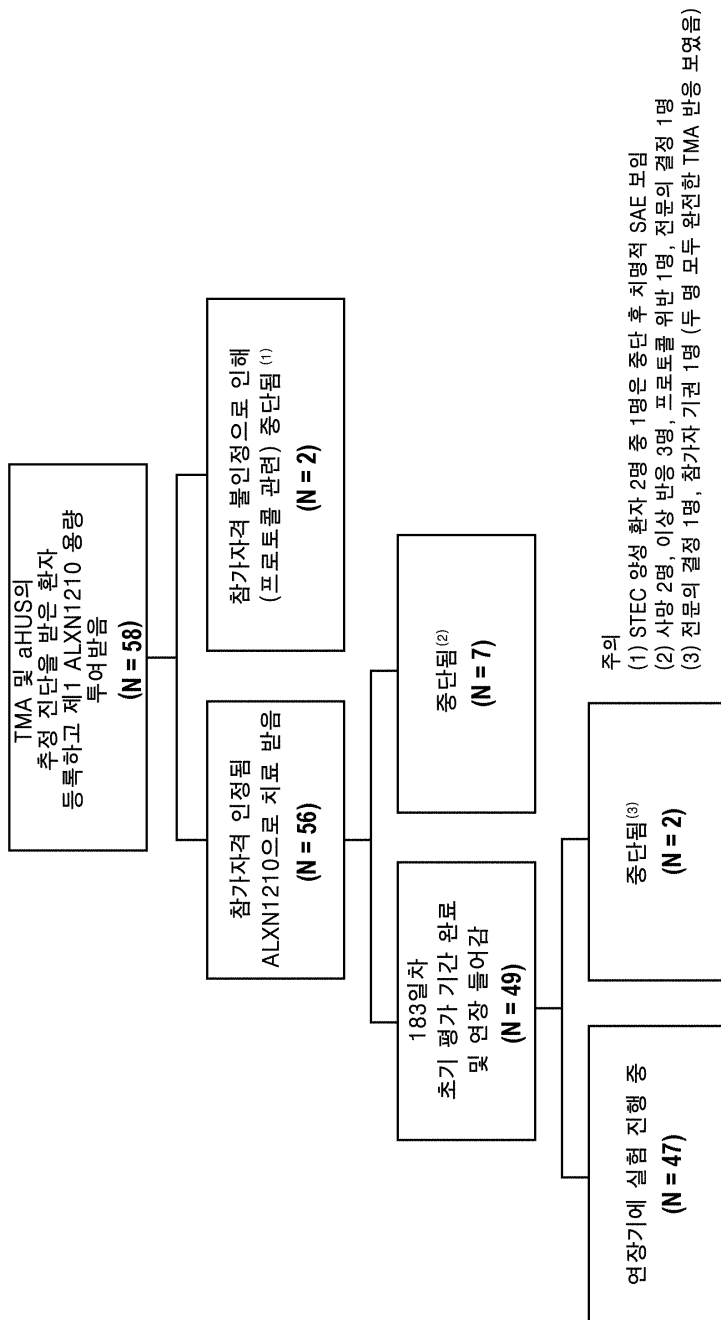 TMA 및 aHUS의
추정 진단을 받은 환자
등록하고 제1 ALXN1210 용량
투여받음
(N = 58)
참가자격 인정됨
ALXN1210으로 치료 받음
(N = 56)
참가자격 불인정으로 인해
(프로토콜 관련) 중단됨(1)
(N = 2)
183일차
초기 평가 기간 완료
및 연장 들어감
(N = 49)
중단됨(2)
(N = 7)
연장기에 실험 진행 중
(N = 47)
중단됨(3)
(N = 2)
주의
(1) STEC 양성 환자 2명 중 1명은 중단 후 치명적 SAE 보임
(2) 사망 2명, 이상 반응 3명, 프로토콜 위반 1명, 전문의 결정 1명
(3) 전문의 결정 1명, 참가자 기권 1명 (두 명 모두 완전한 TMA 반응 보였음)